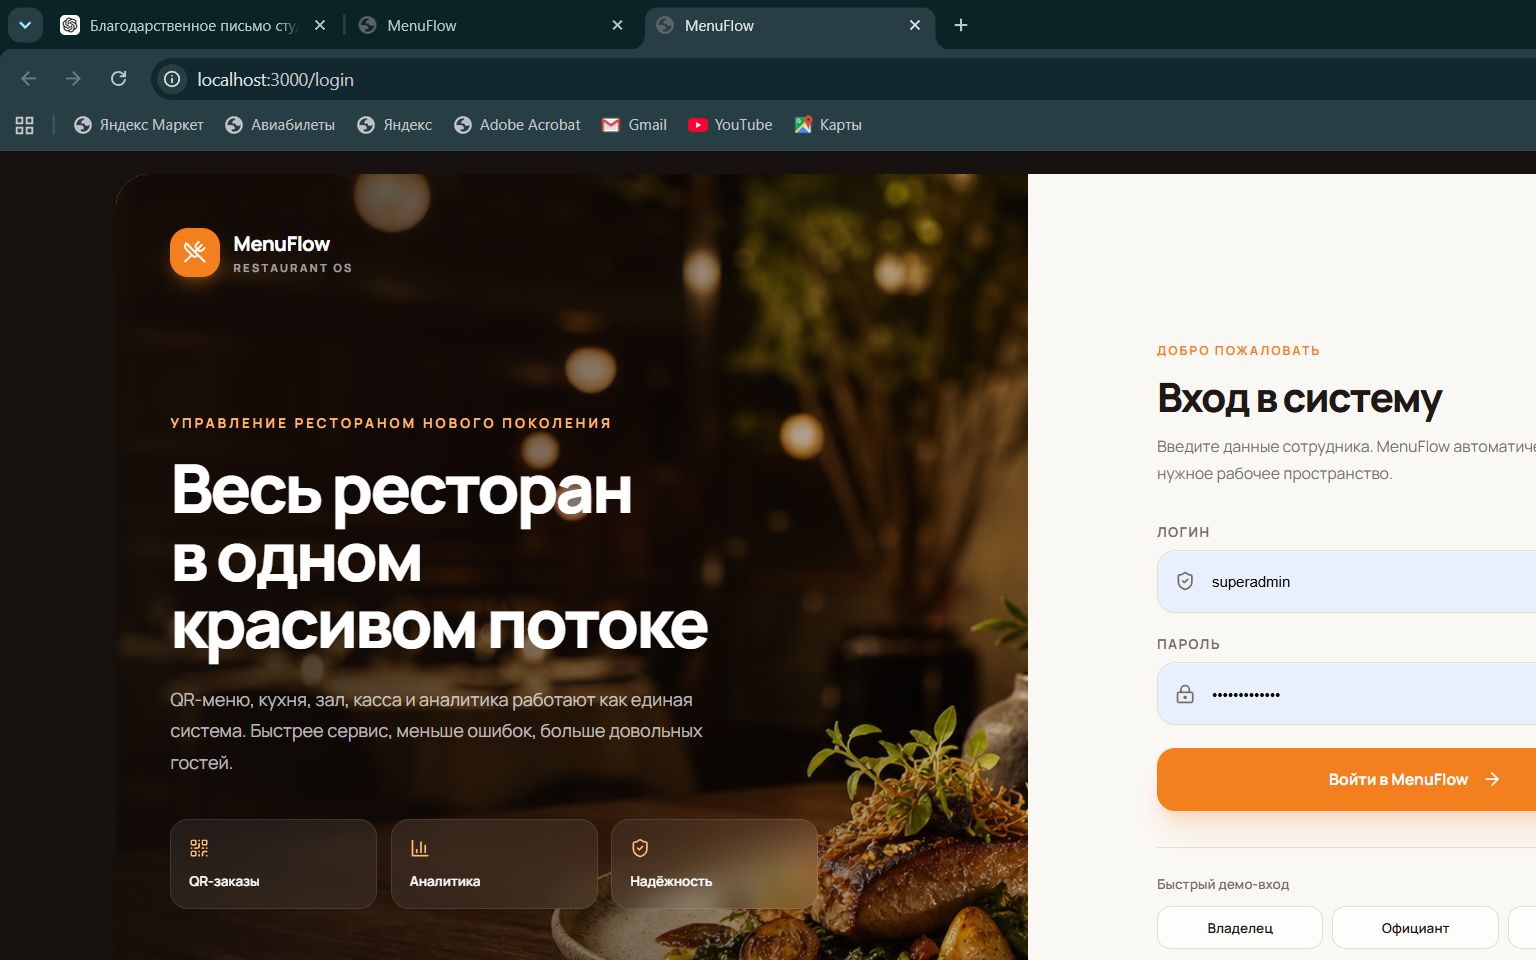 Благодарственное письмо
MenuFlow
MenuFlow
localhost:3000/login
Яндекс Маркет
Авиабилеты
Яндекс
Adobe Acrobat
Gmail
YouTube
Карты
MenuFlow
RESTAURANT OS
УПРАВЛЕНИЕ РЕСТОРАНОМ НОВОГО ПОКОЛЕНИЯ
Весь ресторан
в одном
красивом потоке
QR-меню, кухня, зал, касса и аналитика работают как единая
система. Быстрее сервис, меньше ошибок, больше довольных
гостей.
QR-заказы
Аналитика
Надёжность
ДОБРО ПОЖАЛОВАТЬ
Вход в систему
Введите данные сотрудника. MenuFlow
нужное рабочее пространство.
ЛОГИН
superadmin
ПАРОЛЬ
•••••••••••••
Войти в MenuFlow →
Быстрый демо-вход
Владелец
Официант